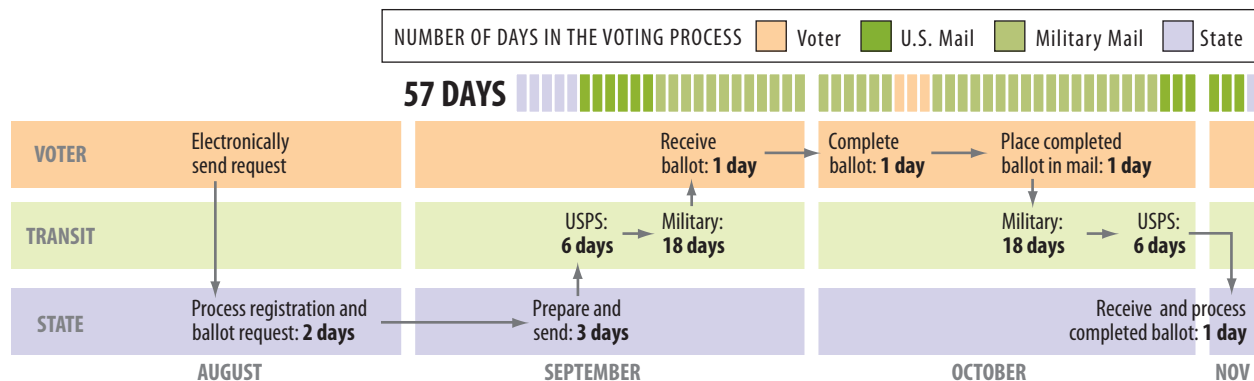 NUMBER OF DAYS IN THE VOTING PROCESS Voter U.S. Mail Military Mail State
57 DAYS
VOTER
Electronically
send request
Receive
ballot: 1 day
Complete
ballot: 1 day
Place completed
ballot in mail: 1 day
TRANSIT
USPS:
6 days
Military:
18 days
Military:
18 days
USPS:
6 days
STATE
Process registration and
ballot request: 2 days
Prepare and
send: 3 days
Receive and process
completed ballot: 1 day
AUGUST SEPTEMBER OCTOBER NOV